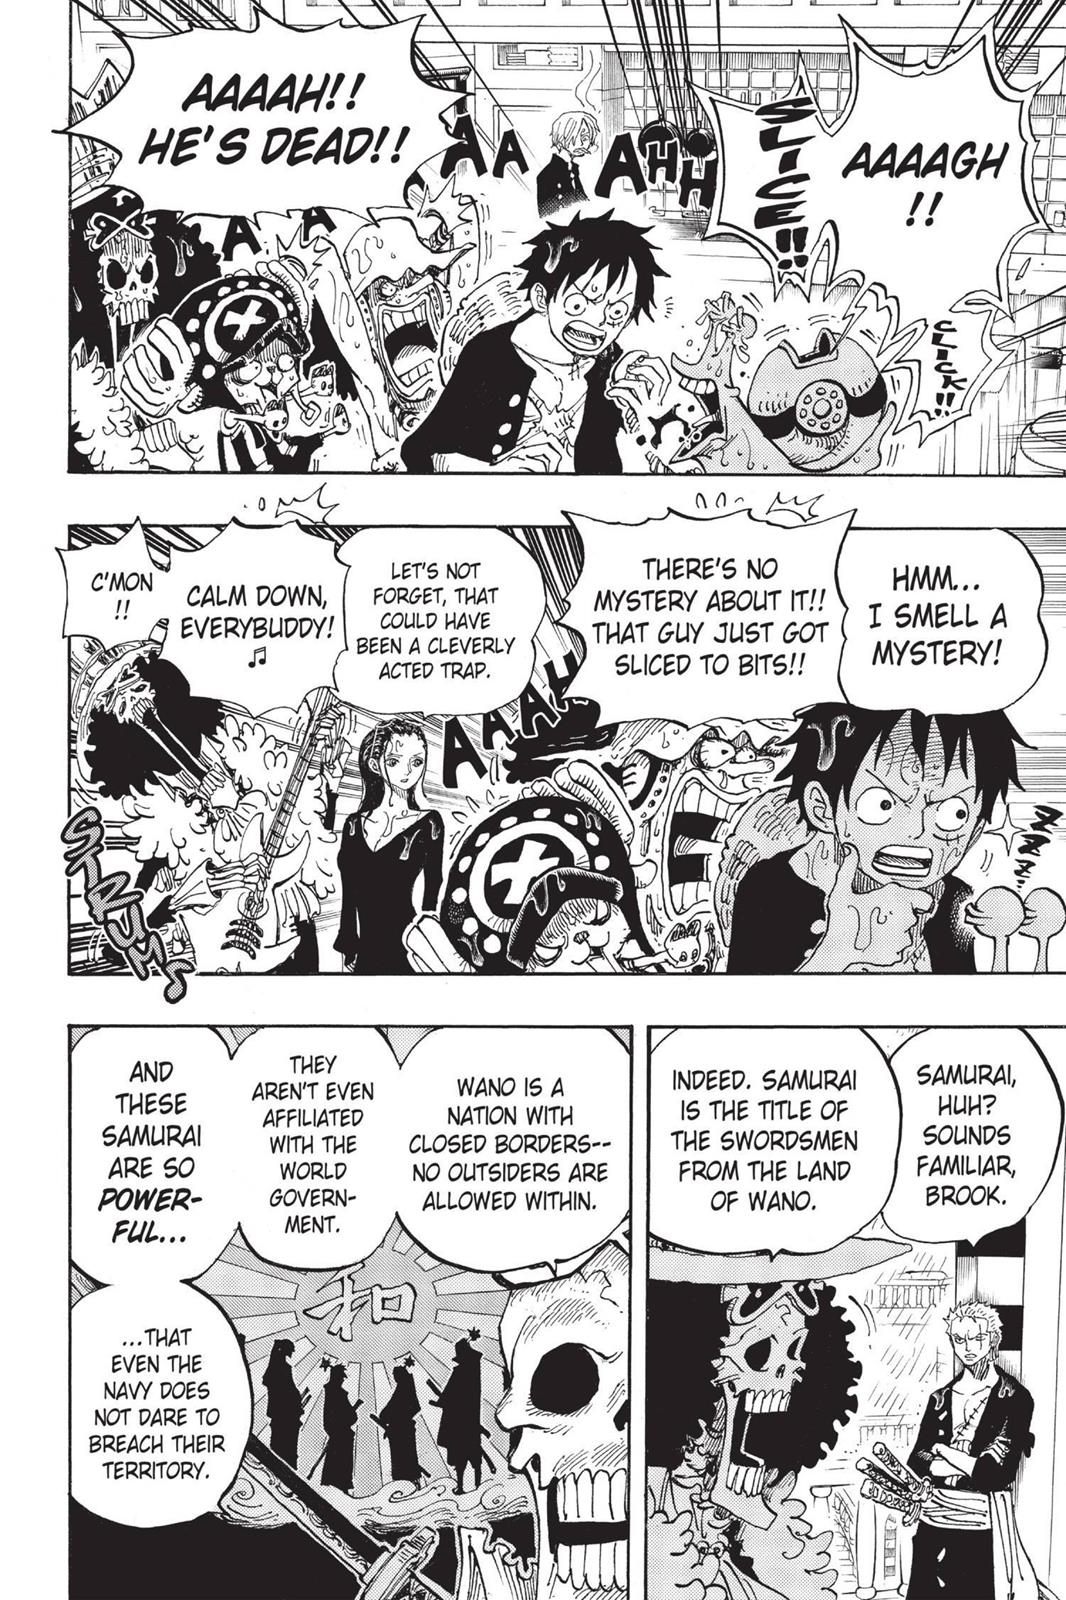 AAAAGH
!!
SLICE!!
CLICK!!
AAAAH!!
HE'S DEAD!!
AA
AA
AHH
A A
HMM...
I SMELL A
MYSTERY!
THERE'S NO
MYSTERY ABOUT IT!!
THAT GUY JUST GOT
SLICED TO BITS!!
ZZZ...
AAAH
LET'S NOT
FORGET, THAT
COULD HAVE
BEEN A CLEVERLY
ACTED TRAP.
CALM DOWN,
EVERYBUDDY!
♫
C'MON
!!
STRUMS
SAMURAI,
HUH?
SOUNDS
FAMILIAR,
BROOK.
INDEED. SAMURAI
IS THE TITLE OF
THE SWORDSMEN
FROM THE LAND
OF WANO.
WANO IS A
NATION WITH
CLOSED BORDERS--
NO OUTSIDERS ARE
ALLOWED WITHIN.
THEY
AREN'T EVEN
AFFILIATED
WITH THE
WORLD
GOVERN-
MENT.
AND
THESE
SAMURAI
ARE SO
POWER-
FUL...
和
...THAT
EVEN THE
NAVY DOES
NOT DARE TO
BREACH THEIR
TERRITORY.